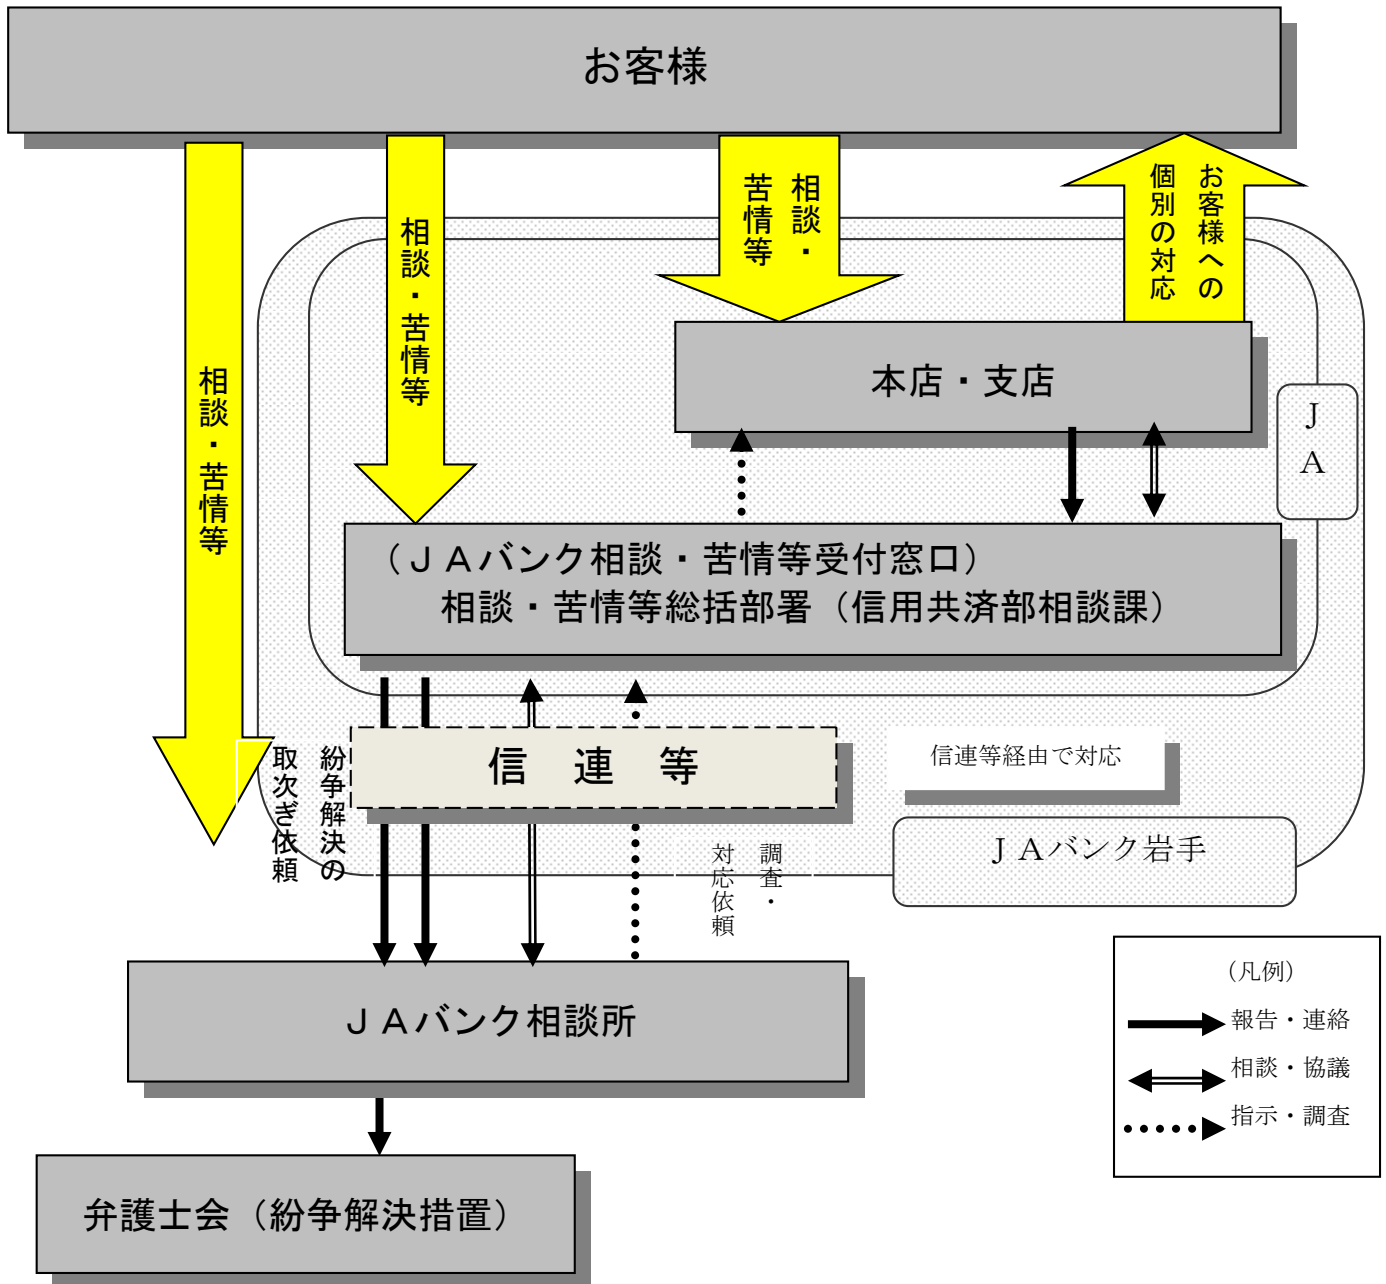 お客様
相談・苦情等
相談・苦情等
相談・
苦情等
お客様への
個別の対応
本店・支店
ＪＡ
（ＪＡバンク相談・苦情等受付窓口）
相談・苦情等総括部署（信用共済部相談課）
信連等
信連等経由で対応
紛争解決の
取次ぎ依頼
調査・
対応依頼
ＪＡバンク岩手
ＪＡバンク相談所
（凡例）
報告・連絡
相談・協議
指示・調査
弁護士会（紛争解決措置）